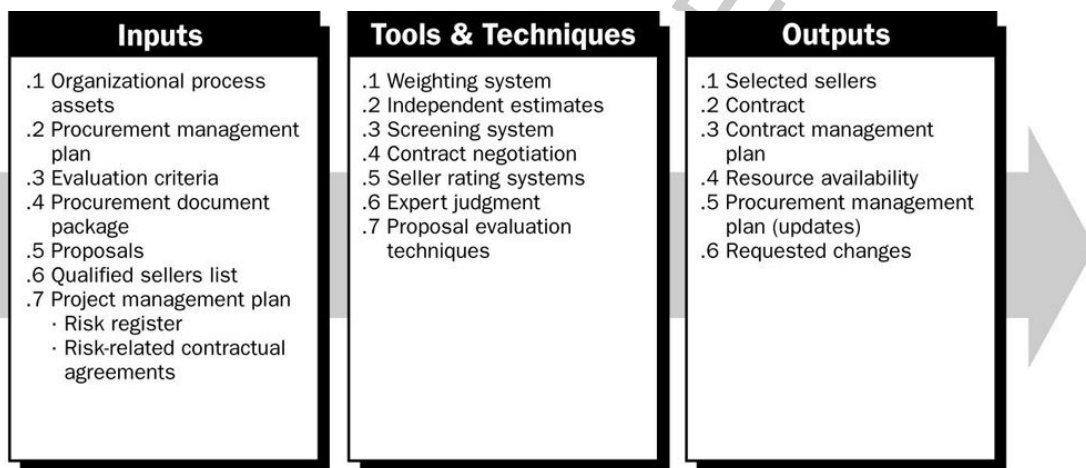 Inputs
.1 Organizational process
assets
.2 Procurement management
plan
.3 Evaluation criteria
.4 Procurement document
package
.5 Proposals
.6 Qualified sellers list
.7 Project management plan
· Risk register
· Risk-related contractual
agreements
Tools & Techniques
.1 Weighting system
.2 Independent estimates
.3 Screening system
.4 Contract negotiation
.5 Seller rating systems
.6 Expert judgment
.7 Proposal evaluation
techniques
Outputs
.1 Selected sellers
.2 Contract
.3 Contract management
plan
.4 Resource availability
.5 Procurement management
plan (updates)
.6 Requested changes